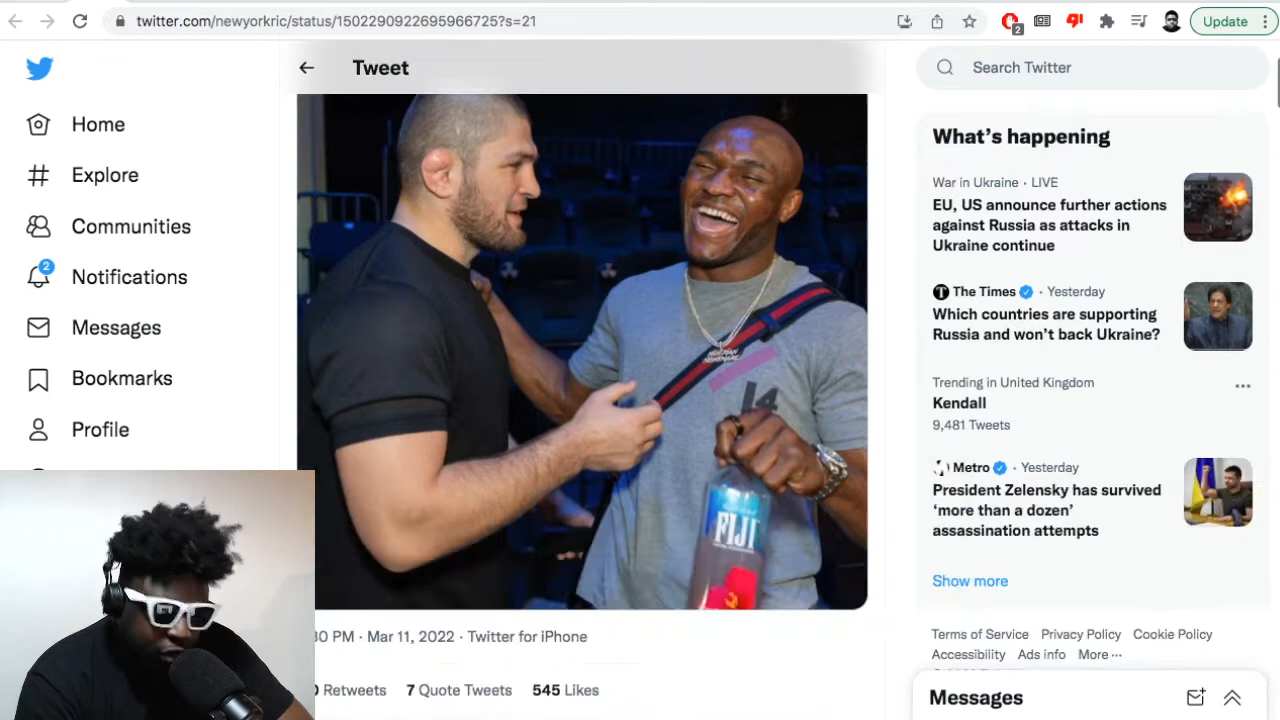 twitter.com/newyorkric/status/1502290922695966725?s=21
2
Update
Tweet
Search Twitter
Home
Explore
Communities
2
Notifications
Messages
Bookmarks
Profile
FIJI
14
What's happening
War in Ukraine · LIVE
EU, US announce further actions
against Russia as attacks in
Ukraine continue
The Times · Yesterday
Which countries are supporting
Russia and won't back Ukraine?
Trending in United Kingdom
Kendall
9,481 Tweets
Metro · Yesterday
President Zelensky has survived
'more than a dozen'
assassination attempts
Show more
30 PM · Mar 11, 2022 · Twitter for iPhone
0 Retweets 7 Quote Tweets 545 Likes
Terms of Service Privacy Policy Cookie Policy
Accessibility Ads info More ···
Messages